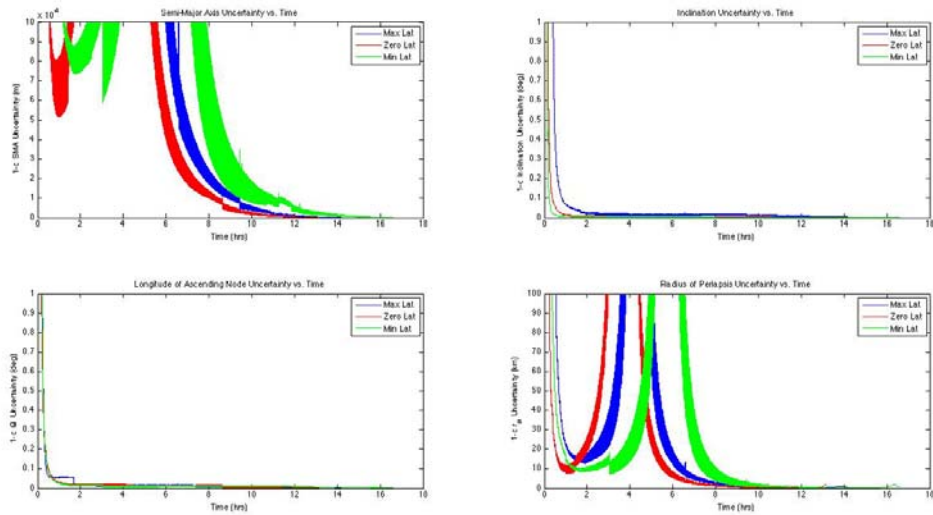 Semi-Major Axis Uncertainty vs. Time
x 10
10
9
8
7
6
5
4
3
2
1
0
1-σ SMA Uncertainty (m)
0 2 4 6 8 10 12 14 16 18
Time (hrs)
Max Lat
Zero Lat
Min Lat
Inclination Uncertainty vs. Time
1
0.9
0.8
0.7
0.6
0.5
0.4
0.3
0.2
0.1
0
1-σ Inclination Uncertainty (deg)
0 2 4 6 8 10 12 14 16 18
Time (hrs)
Max Lat
Zero Lat
Min Lat
Longitude of Ascending Node Uncertainty vs. Time
1
0.9
0.8
0.7
0.6
0.5
0.4
0.3
0.2
0.1
0
1-σ Ω Uncertainty (deg)
0 2 4 6 8 10 12 14 16 18
Time (hrs)
Max Lat
Zero Lat
Min Lat
Radius of Periapsis Uncertainty vs. Time
100
90
80
70
60
50
40
30
20
10
0
Uncertainty (km)
0 2 4 6 8 10 12 14 16 18
Time (hrs)
Max Lat
Zero Lat
Min Lat